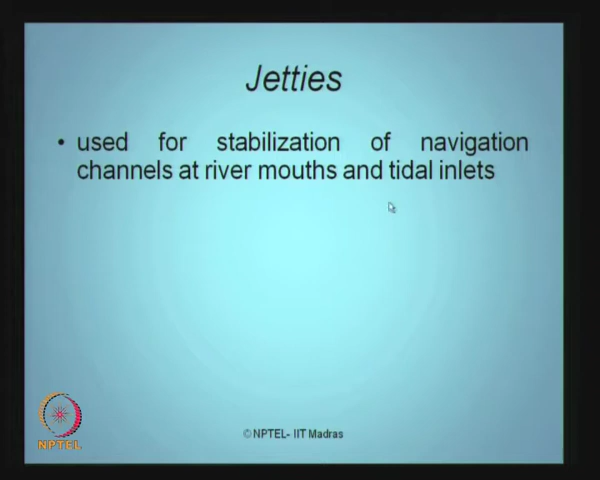 Jetties
• used for stabilization of navigation
channels at river mouths and tidal inlets
NPTEL
© NPTEL- IIT Madras